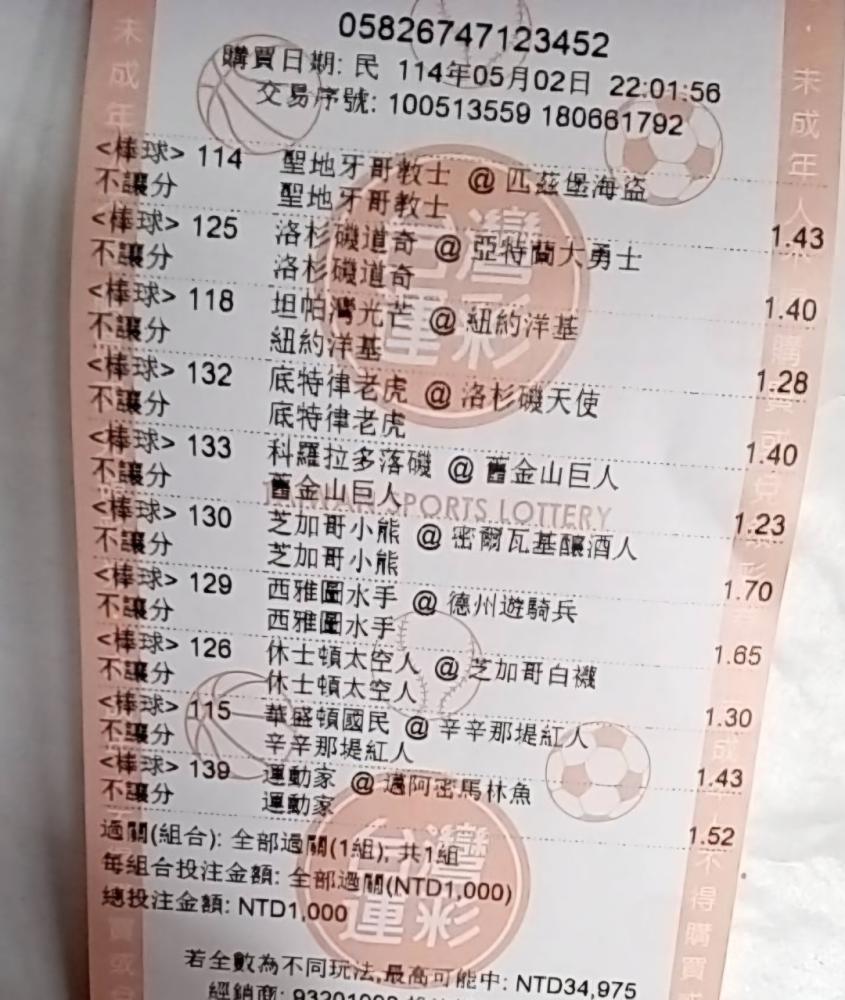 05826747123452
購買日期: 民 114年05月02日 22:01:56
交易序號: 100513559 180661792
<棒球> 114 聖地牙哥教士 @ 匹茲堡海盜
不讓分 聖地牙哥教士 1.43
<棒球> 125 洛杉磯道奇 @ 亞特蘭大勇士
不讓分 洛杉磯道奇 1.40
<棒球> 118 坦帕灣光芒 @ 紐約洋基
不讓分 紐約洋基 1.28
<棒球> 132 底特律老虎 @ 洛杉磯天使
不讓分 底特律老虎 1.40
<棒球> 133 科羅拉多落磯 @ 舊金山巨人
不讓分 舊金山巨人 1.23
<棒球> 130 芝加哥小熊 @ 密爾瓦基釀酒人
不讓分 芝加哥小熊 1.70
<棒球> 129 西雅圖水手 @ 德州遊騎兵
不讓分 西雅圖水手 1.65
<棒球> 126 休士頓太空人 @ 芝加哥白襪
不讓分 休士頓太空人 1.30
<棒球> 115 華盛頓國民 @ 辛辛那堤紅人
不讓分 辛辛那堤紅人 1.43
<棒球> 139 運動家 @ 邁阿密馬林魚
不讓分 運動家 1.52
過關(組合): 全部過關(1組), 共1組
每組合投注金額: 全部過關(NTD1,000)
總投注金額: NTD1,000
若全數為不同玩法,最高可能中: NTD34,975
經銷商:
台灣
運彩
SPORTS LOTTERY
台灣
運彩
未成年
未成年人
購買或兌
不得購買或